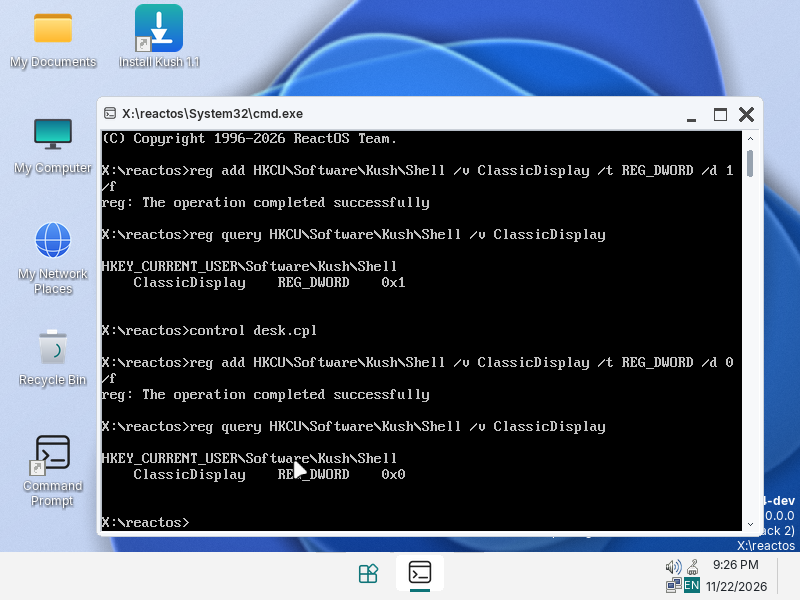 My Documents
Install Kush 1.1
My Computer
My Network
Places
Recycle Bin
Command
Prompt
X:\reactos\System32\cmd.exe
(C) Copyright 1996-2026 ReactOS Team.
X:\reactos>reg add HKCU\Software\Kush\Shell /v ClassicDisplay /t REG_DWORD /d 1
/f
reg: The operation completed successfully
X:\reactos>reg query HKCU\Software\Kush\Shell /v ClassicDisplay
HKEY_CURRENT_USER\Software\Kush\Shell
ClassicDisplay REG_DWORD 0x1
X:\reactos>control desk.cpl
X:\reactos>reg add HKCU\Software\Kush\Shell /v ClassicDisplay /t REG_DWORD /d 0
/f
reg: The operation completed successfully
X:\reactos>reg query HKCU\Software\Kush\Shell /v ClassicDisplay
HKEY_CURRENT_USER\Software\Kush\Shell
ClassicDisplay REG_DWORD 0x0
X:\reactos>
-dev
0.0.0
ack 2)
X:\reactos
EN
9:26 PM
11/22/2026